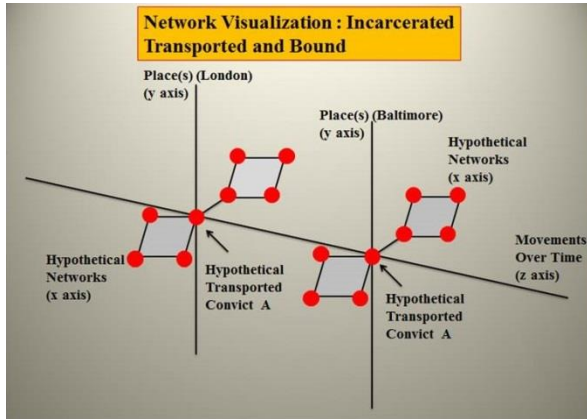 Network Visualization : Incarcerated
Transported and Bound
Place(s) (London)
(y axis)
Place(s) (Baltimore)
(y axis)
Hypothetical
Networks
(x axis)
Hypothetical
Networks
(x axis)
Hypothetical
Transported
Convict A
Movements
Over Time
(z axis)
Hypothetical
Transported
Convict A